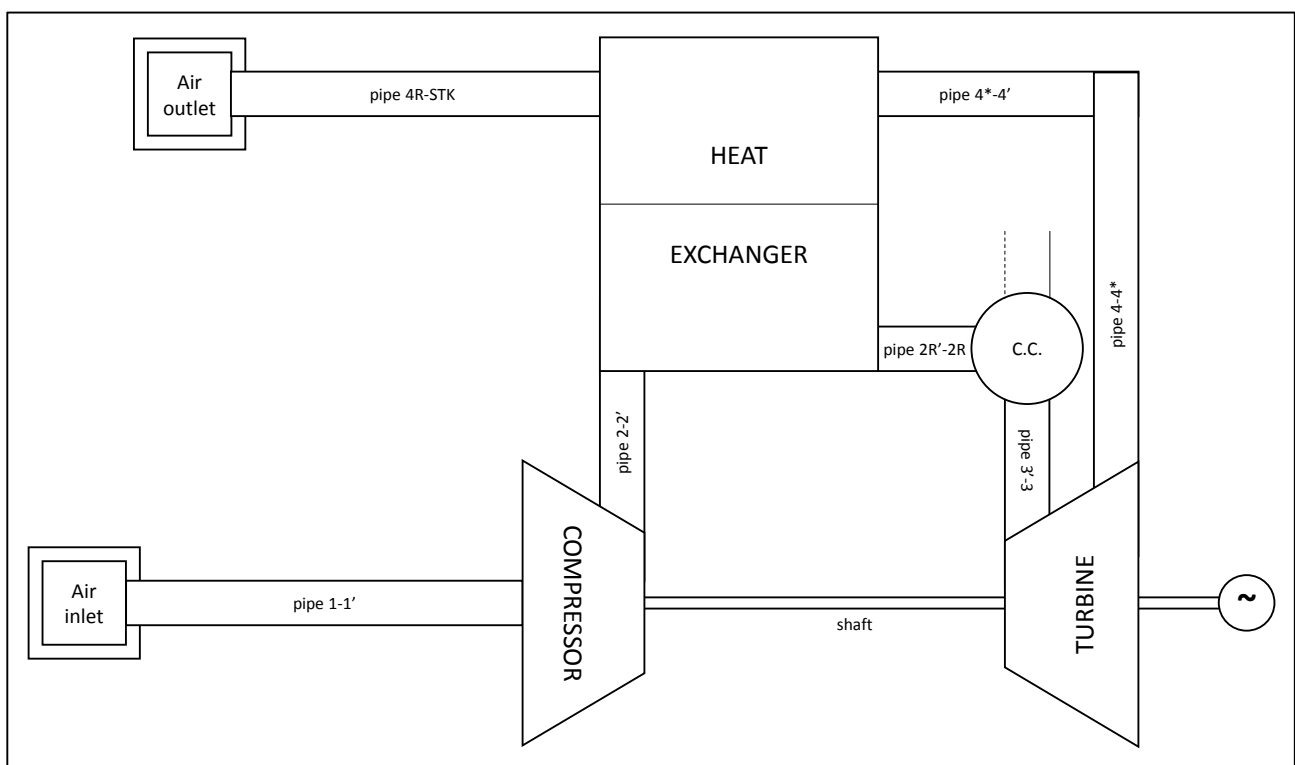 Air
outlet
pipe 4R-STK
pipe 4*-4’
HEAT
EXCHANGER
pipe 4-4*
pipe 2R’-2R
C.C.
pipe 2-2’
pipe 3’-3
COMPRESSOR
TURBINE
Air
inlet
pipe 1-1’
shaft
~